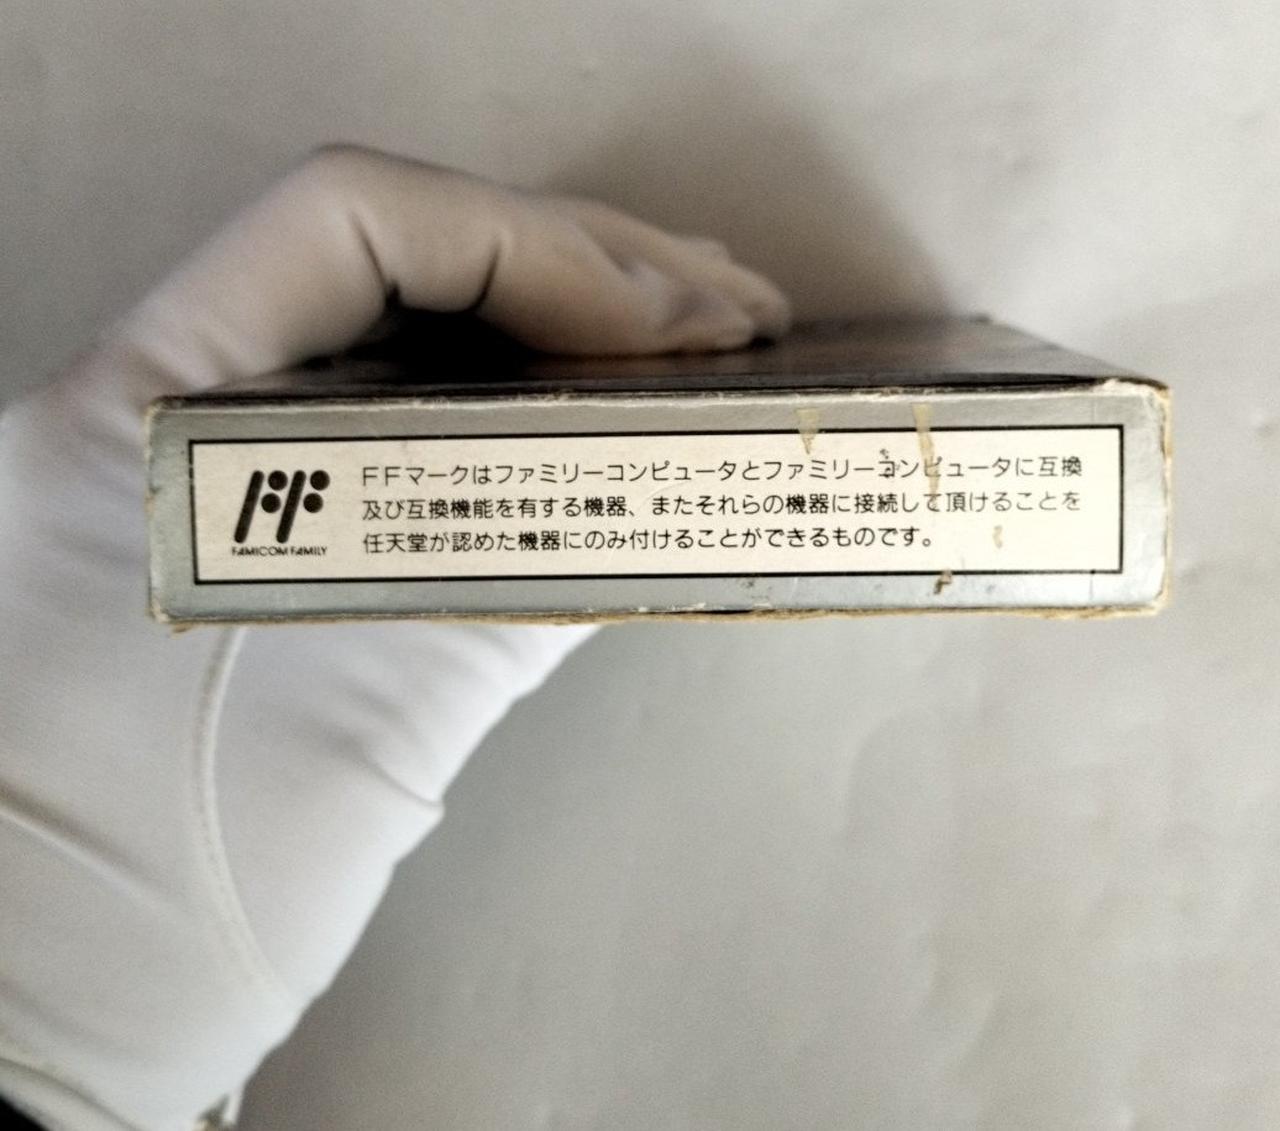 FF
FAMICOM FAMILY
FFマークはファミリーコンピュータとファミリーコンピュータに互換
及び互換機能を有する機器、またそれらの機器に接続して頂けることを
任天堂が認めた機器にのみ付けることができるものです。